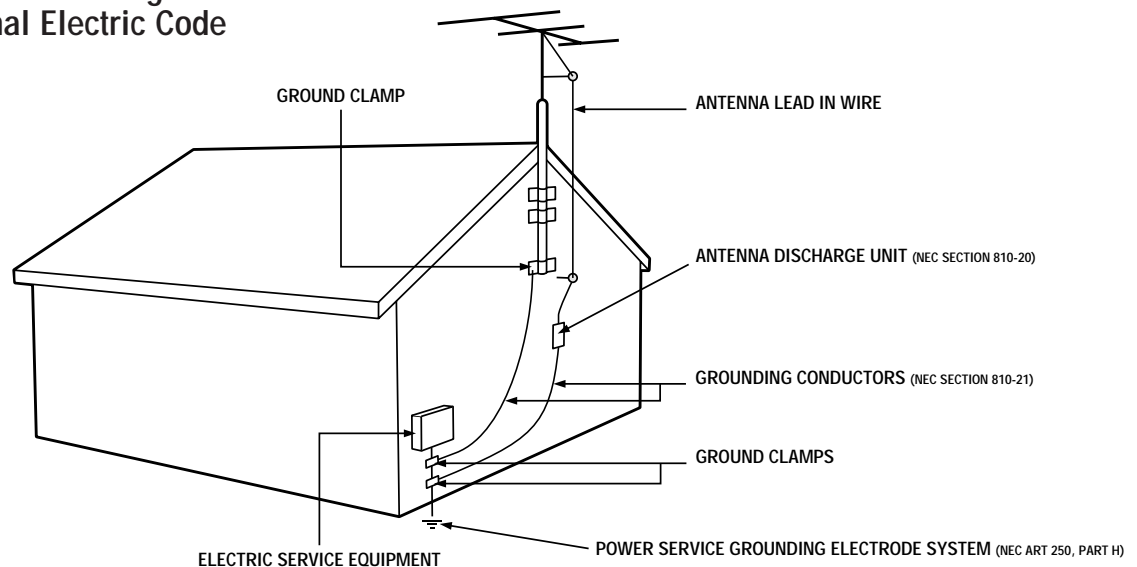 nal Electric Code
GROUND CLAMP
ANTENNA LEAD IN WIRE
ANTENNA DISCHARGE UNIT (NEC SECTION 810-20)
GROUNDING CONDUCTORS (NEC SECTION 810-21)
GROUND CLAMPS
POWER SERVICE GROUNDING ELECTRODE SYSTEM (NEC ART 250, PART H)
ELECTRIC SERVICE EQUIPMENT